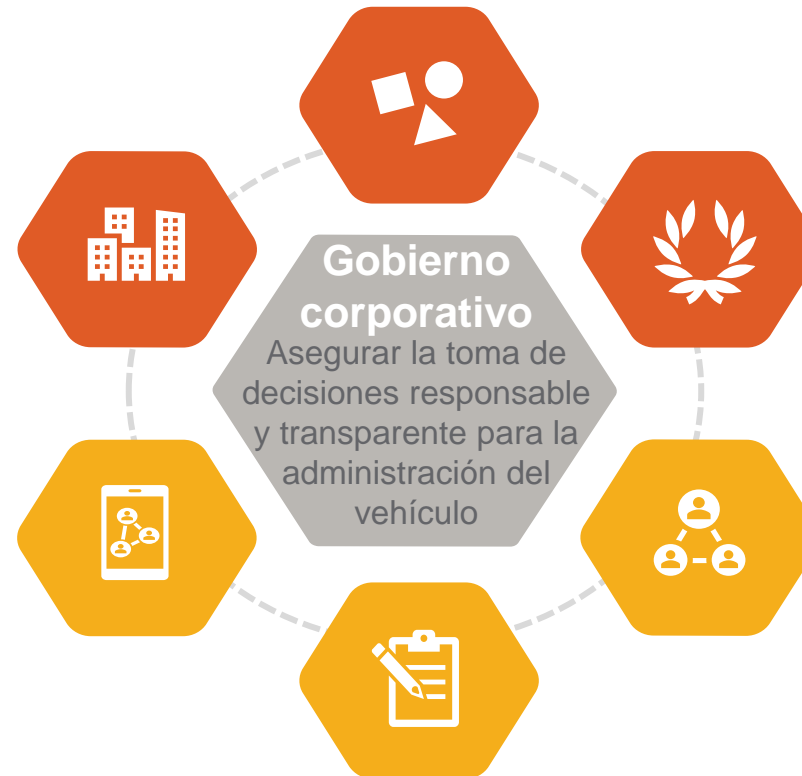 Gobierno
corporativo
Asegurar la toma de
decisiones responsable
y transparente para la
administración del
vehículo